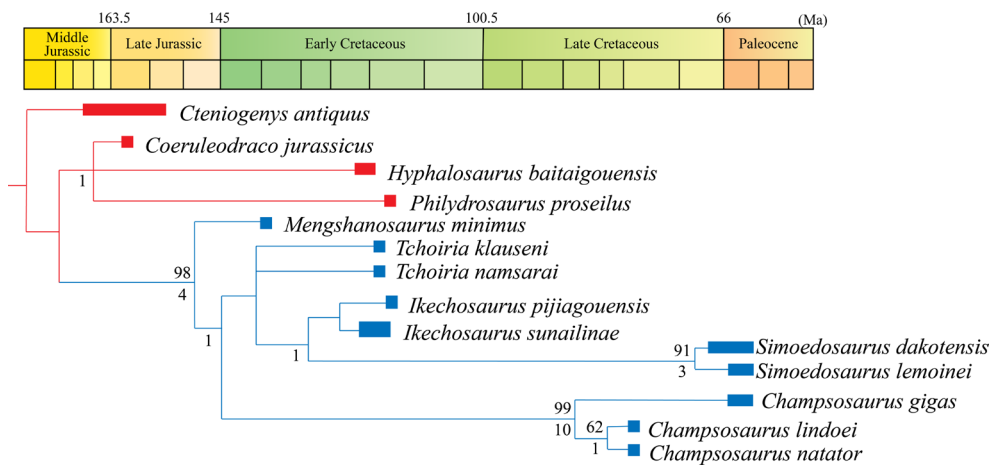 163.5 145 100.5 66 (Ma)
Middle Jurassic
Late Jurassic
Early Cretaceous
Late Cretaceous
Paleocene
Cteniogenys antiquus
Coeruleodraco jurassicus
1
Hyphalosaurus baitaigouensis
Philydrosaurus proseilus
Mengshanosaurus minimus
Tchoiria klauseni
98
4
Tchoiria namsarai
Ikechosaurus pijiagouensis
1
Ikechosaurus sunailinae
1
91
3
Simoedosaurus dakotensis
Simoedosaurus lemoinei
Champsosaurus gigas
99
10
62
1
Champsosaurus lindoei
Champsosaurus natator